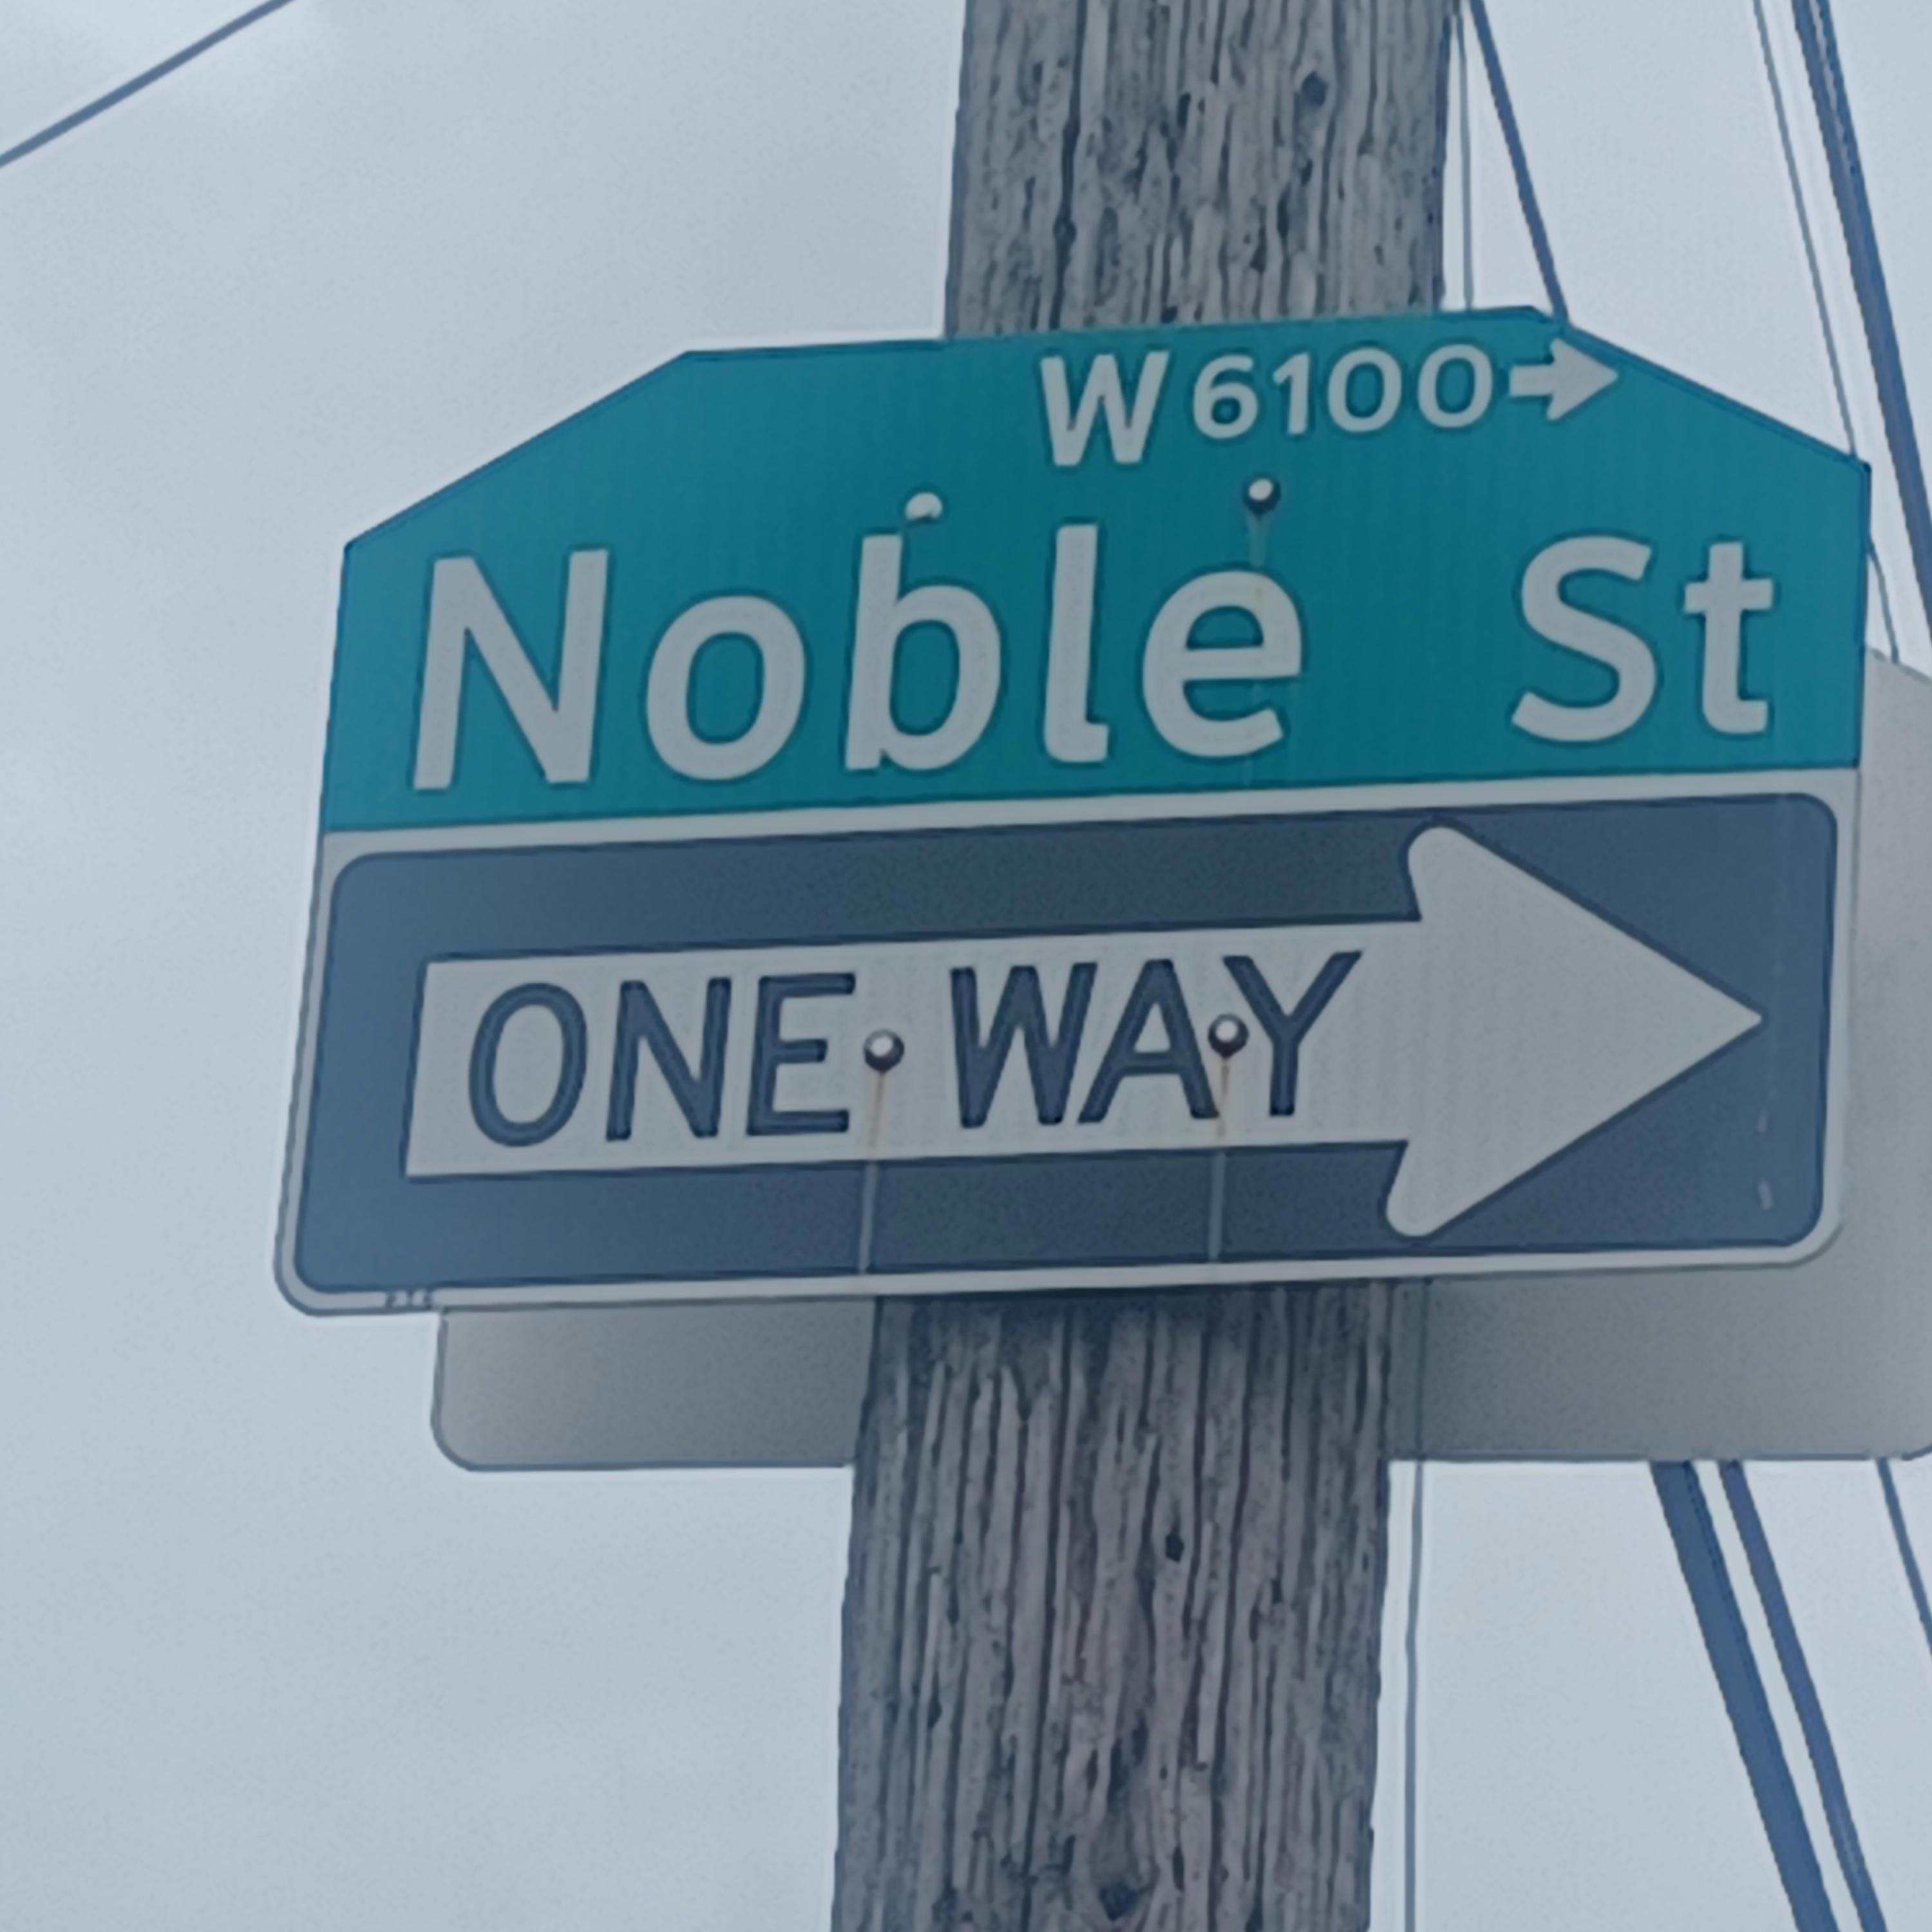 W 6100→
Noble St
ONE WAY